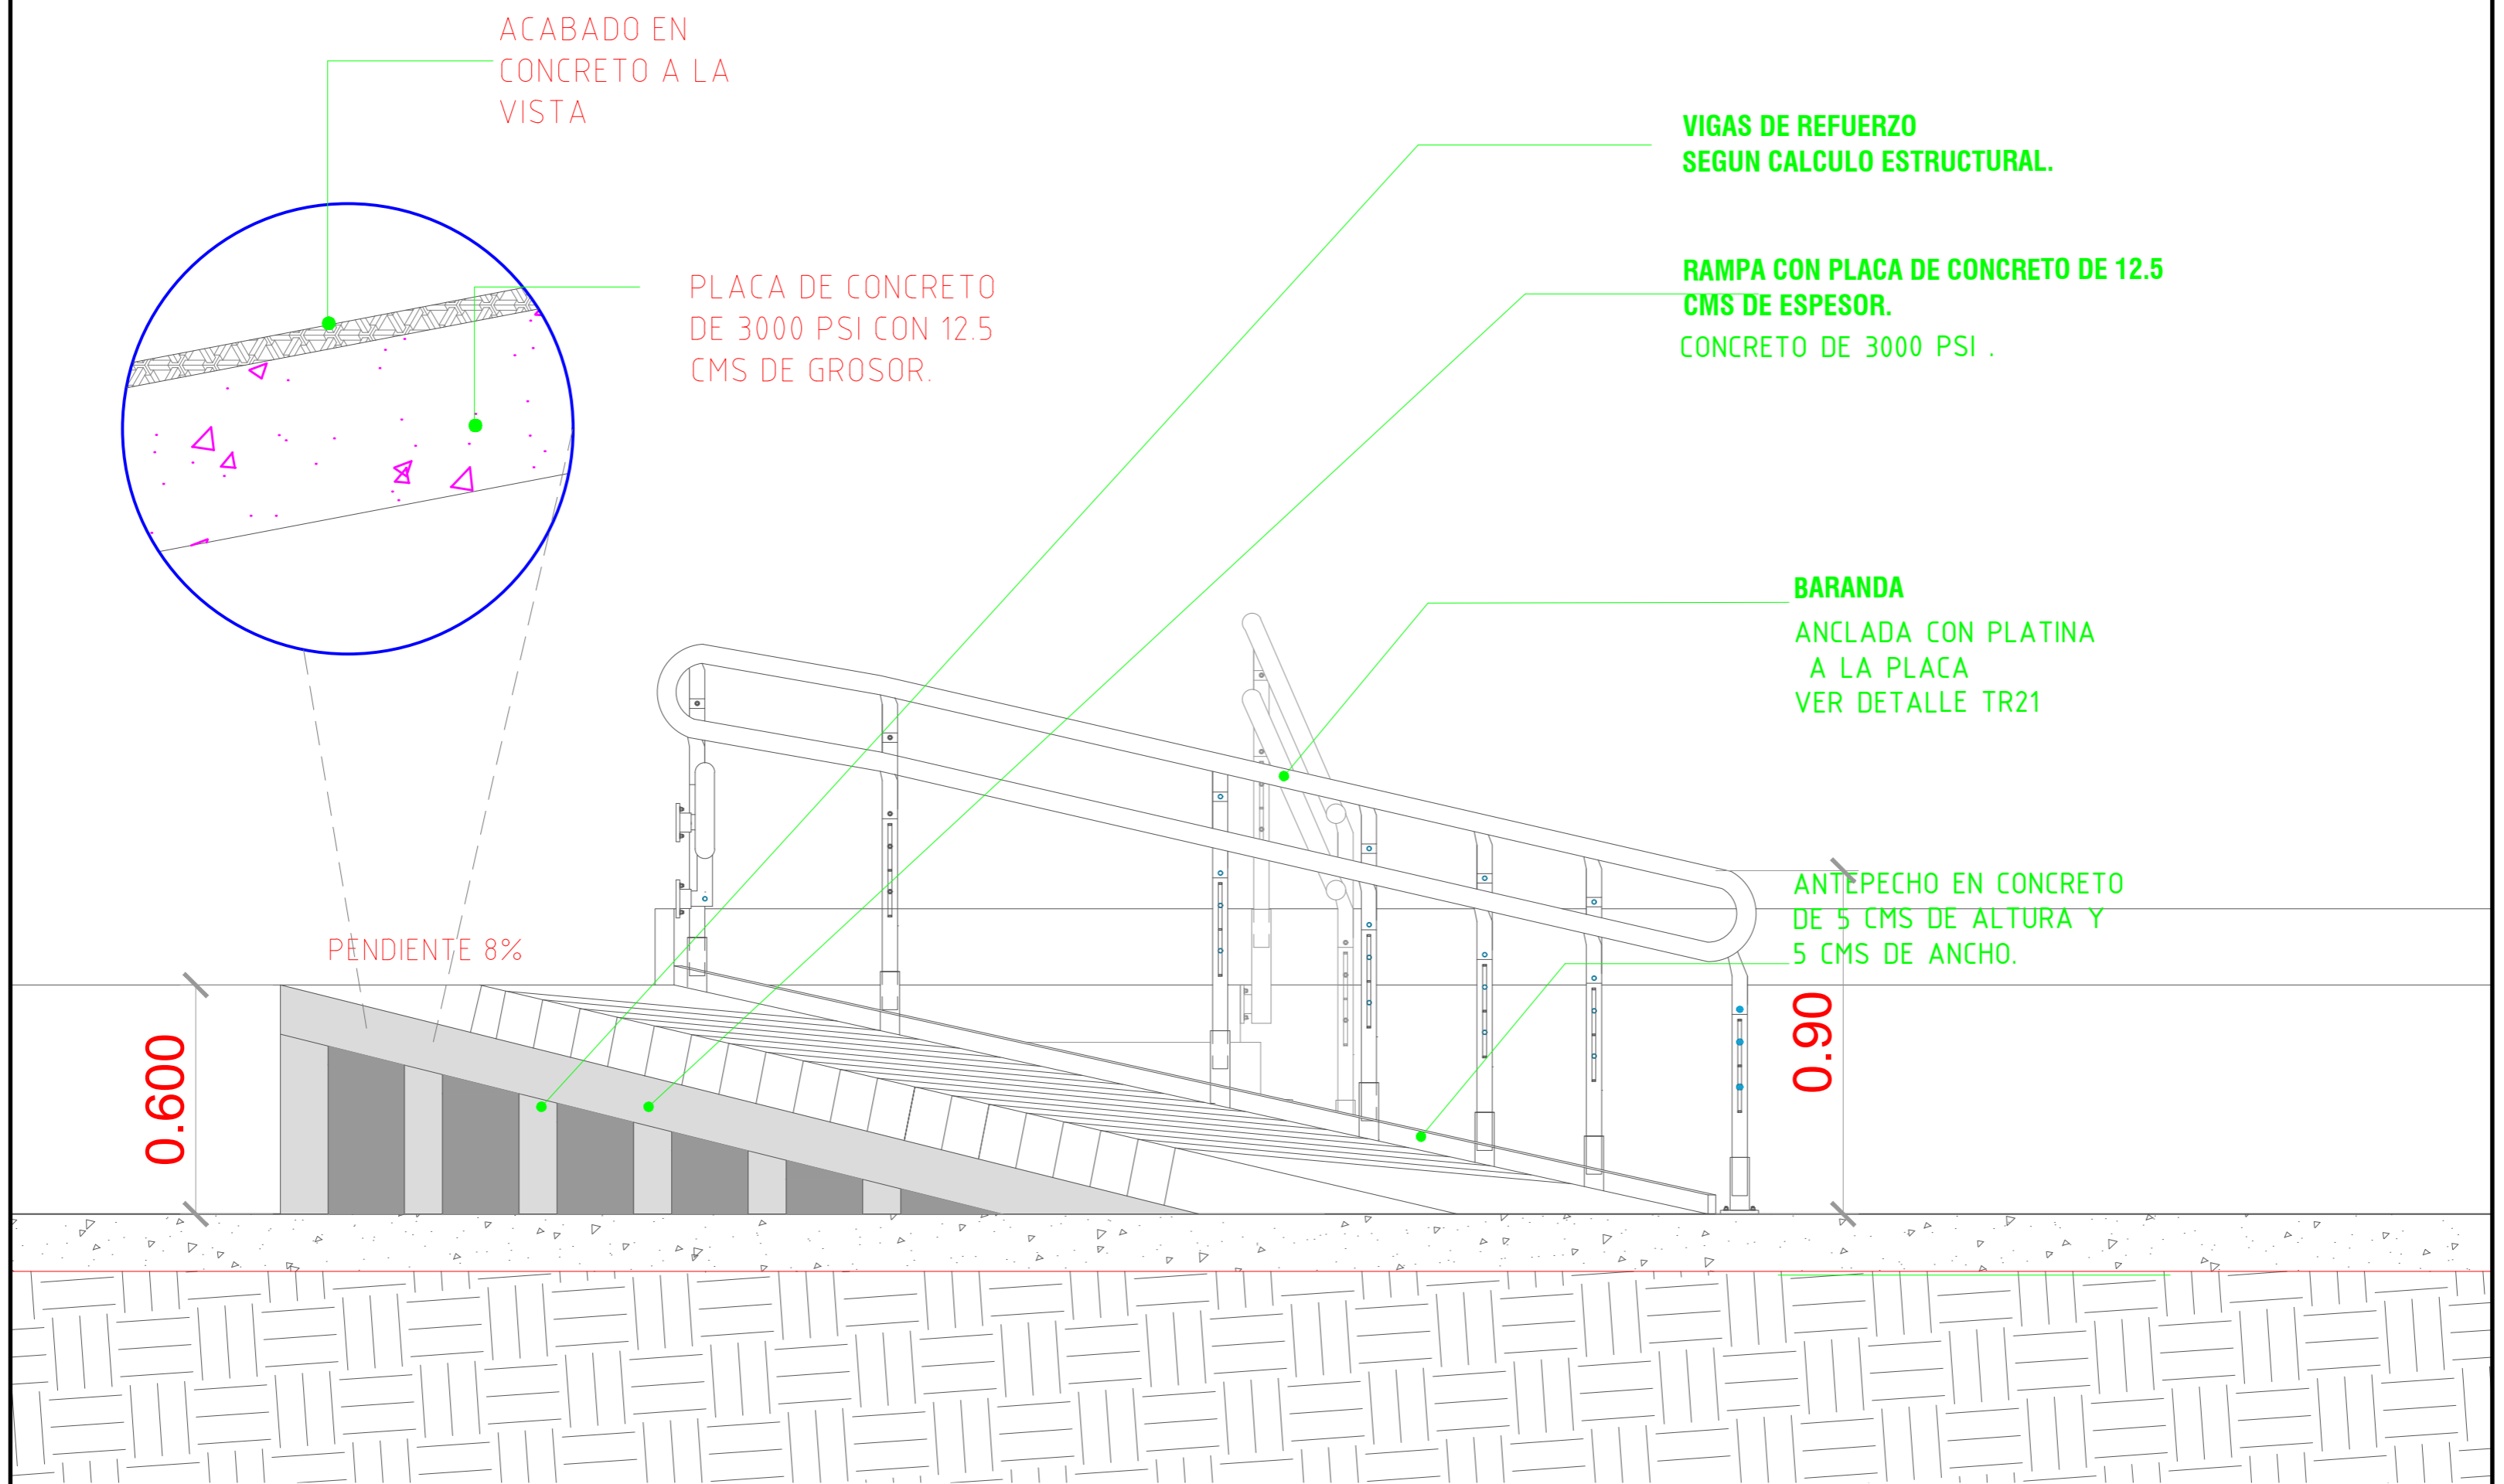 ACABADO EN
CONCRETO A LA
VISTA
VIGAS DE REFUERZO
SEGUN CALCULO ESTRUCTURAL.
PLACA DE CONCRETO
DE 3000 PSI CON 12.5
CMS DE GROSOR.
RAMPA CON PLACA DE CONCRETO DE 12.5
CMS DE ESPESOR.
CONCRETO DE 3000 PSI .
BARANDA
ANCLADA CON PLATINA
A LA PLACA
VER DETALLE TR21
ANTEPECHO EN CONCRETO
DE 5 CMS DE ALTURA Y
5 CMS DE ANCHO.
PENDIENTE 8%
0.600
0.90